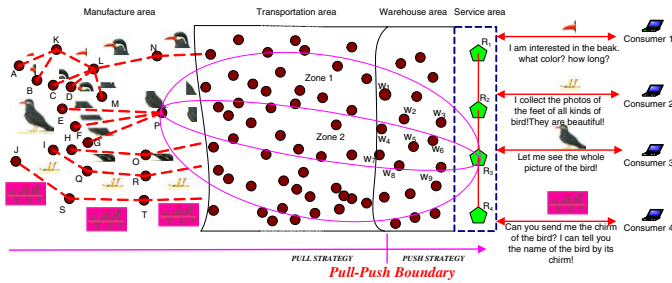 Manufacture area
Transportation area
Warehouse area
Service area
K
A
B
C
D
L
M
N
E
F
G
P
J
I
H
Q
O
R
S
T
Zone 1
Zone 2
W1
W2
W3
W4
W5
W6
W7
W8
W9
R1
R2
R3
R4
Consumer 1
I am interested in the beak.
what color? how long?
Consumer 2
I collect the photos of
the feet of all kinds of
bird!They are beautiful!
Consumer 3
Let me see the whole
picture of the bird!
Consumer 4
Can you send me the chirm
of the bird? I can tell you
the name of the bird by its
chirm!
PULL STRATEGY
PUSH STRATEGY
Pull-Push Boundary